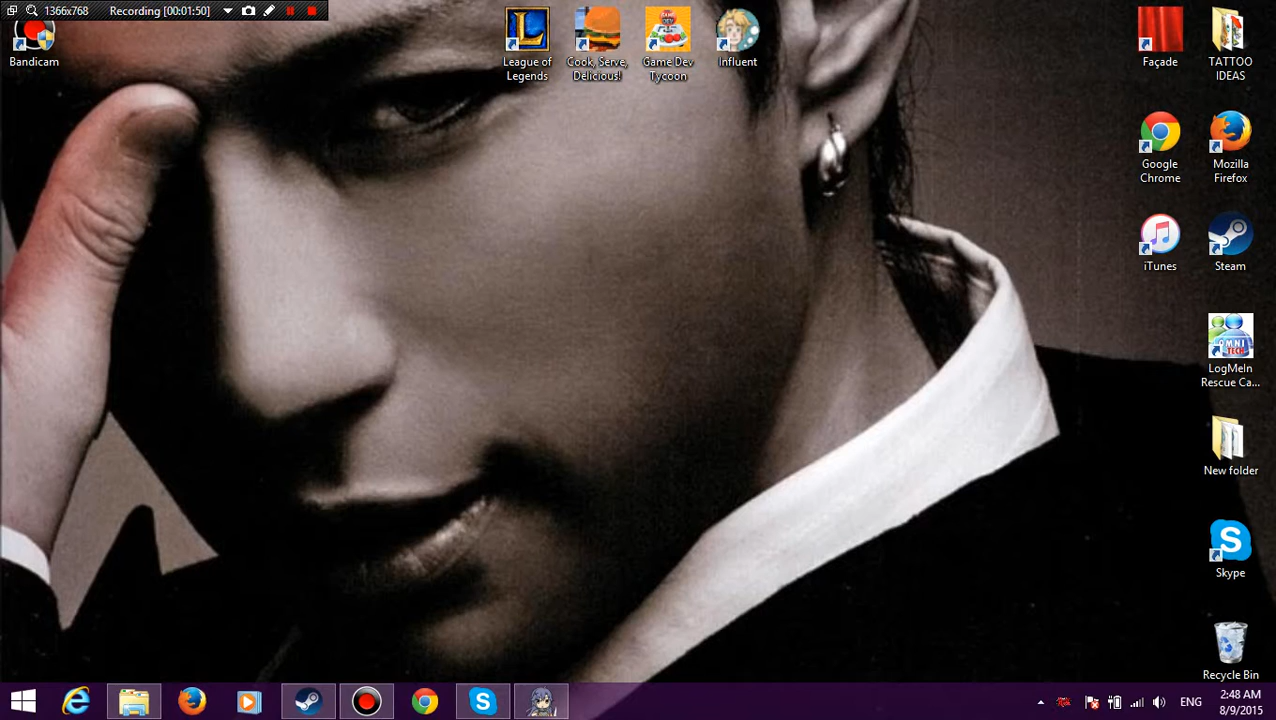 1366x768
Recording [00:01:50]
Bandicam
League of
Legends
Cook, Serve,
Delicious!
Game Dev
Tycoon
Influent
Façade
TATTOO
IDEAS
Google
Chrome
Mozilla
Firefox
iTunes
Steam
OMNI
TECH
LogMeIn
Rescue Ca...
New folder
Skype
Recycle Bin
ENG
2:48 AM
8/9/2015